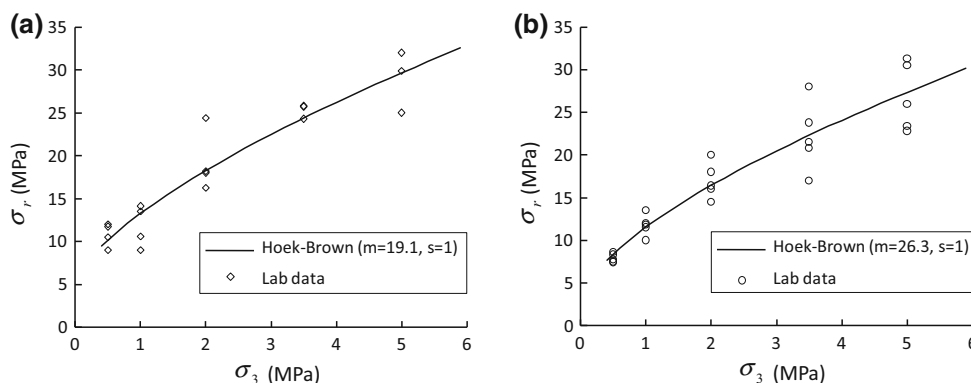 (a)
35
30
25
20
15
10
5
0
σr (MPa)
Hoek-Brown (m=19.1, s=1)
Lab data
0 1 2 3 4 5 6
σ3 (MPa)
(b)
35
30
25
20
15
10
5
0
σr (MPa)
Hoek-Brown (m=26.3, s=1)
Lab data
0 1 2 3 4 5 6
σ3 (MPa)